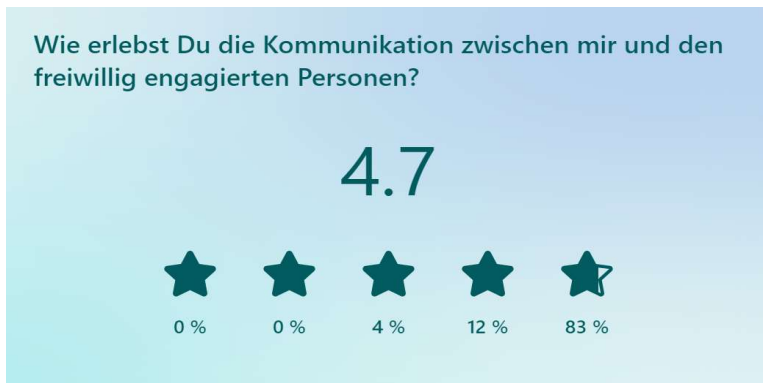 Wie erlebst Du die Kommunikation zwischen mir und den
freiwillig engagierten Personen?
4.7
0 % 0 % 4 % 12 % 83 %